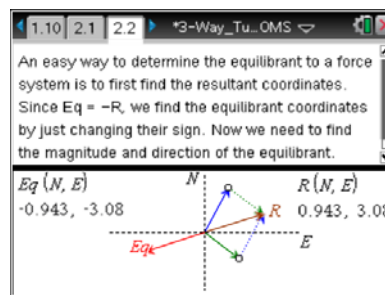 1.10 2.1 2.2 *3-Way_Tu...OMS
An easy way to determine the equilibrant to a force
system is to first find the resultant coordinates.
Since Eq = −R, we find the equilibrant coordinates
by just changing their sign. Now we need to find
the magnitude and direction of the equilibrant.
Eq (N, E) N R (N, E)
-0.943, -3.08 R 0.943, 3.08
Eq E